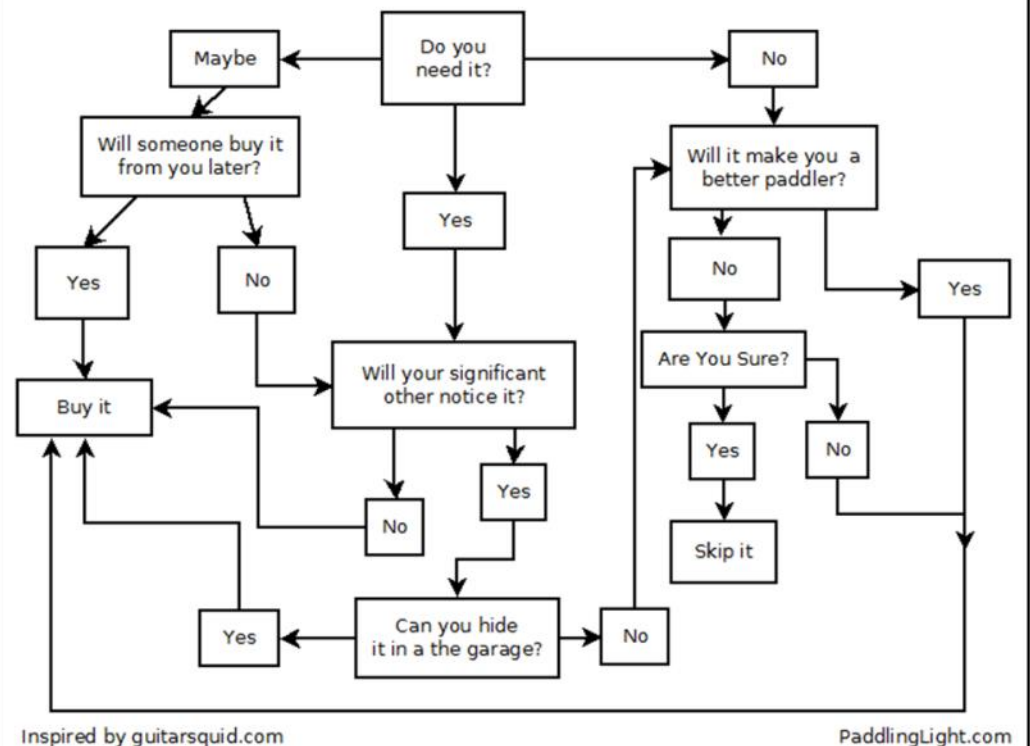 Maybe
Do you
need it?
No
Will someone buy it
from you later?
Will it make you a
better paddler?
Yes
Yes
No
No
Yes
Will your significant
other notice it?
Are You Sure?
Buy it
Yes
No
Yes
No
Skip it
Yes
Can you hide
it in a the garage?
No
Inspired by guitarsquid.com
PaddlingLight.com